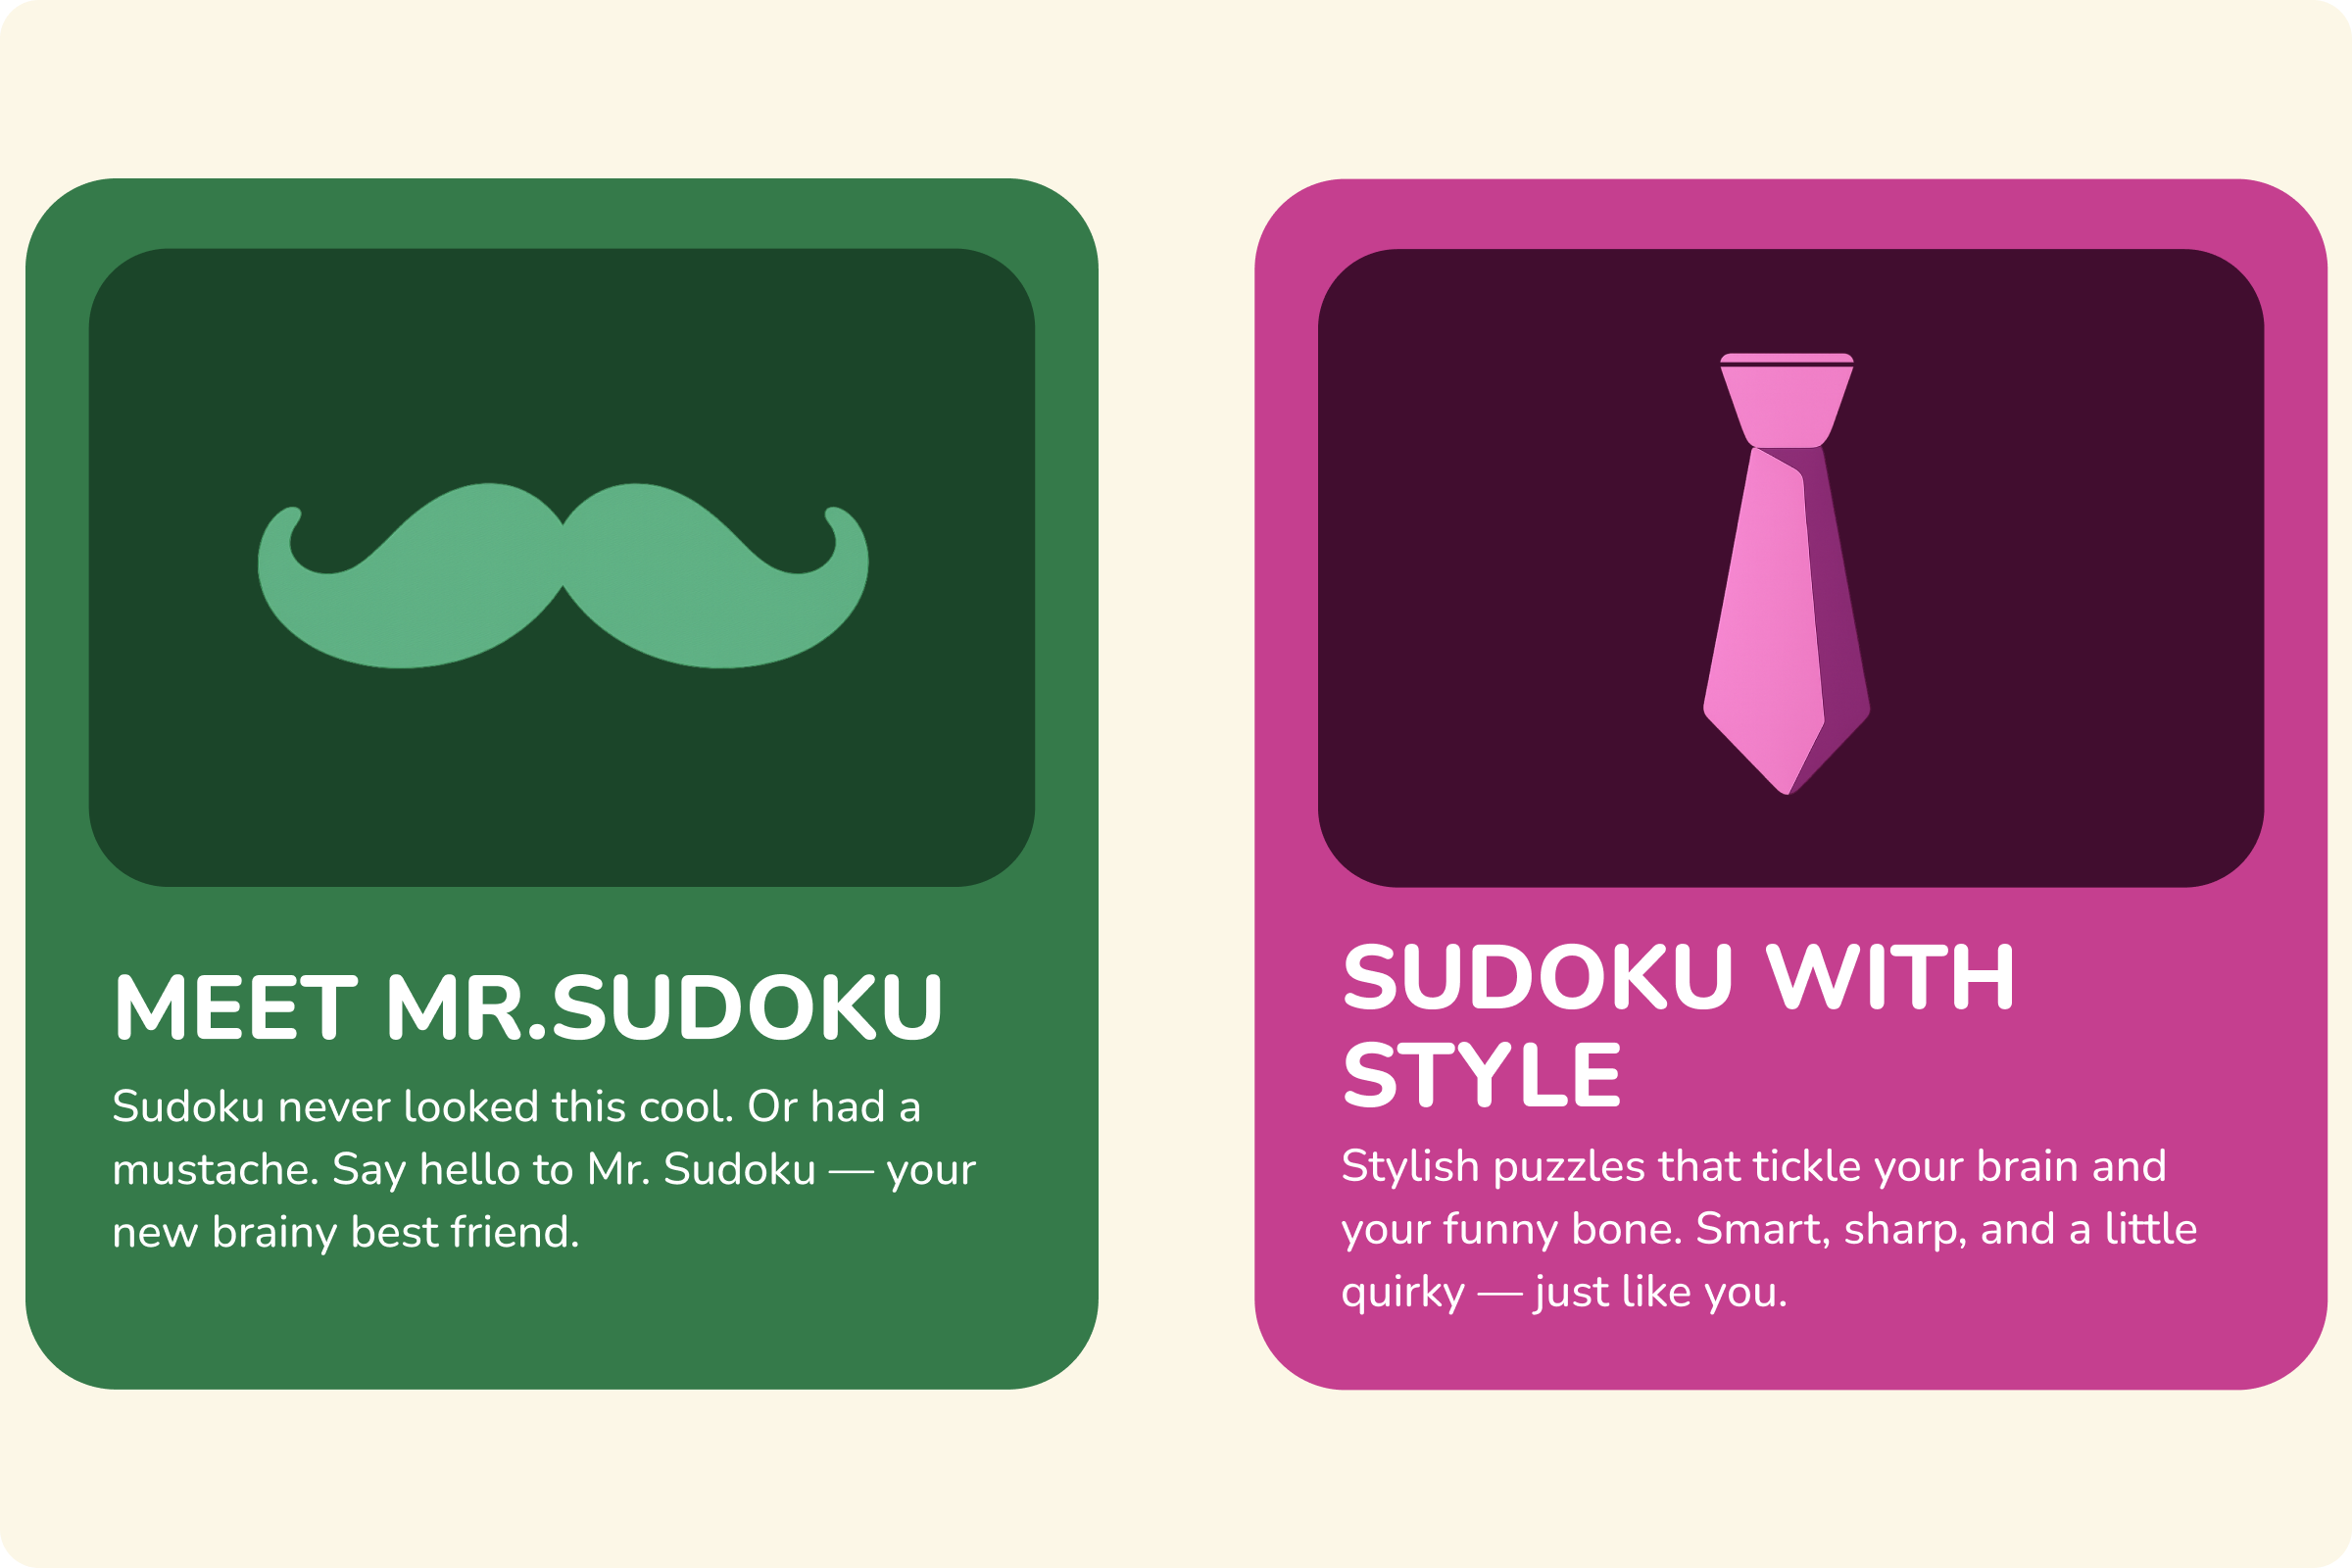 MEET MR.SUDOKU
Sudoku never looked this cool. Or had a
mustache. Say hello to Mr. Sudoku — your
new brainy best friend.
SUDOKU WITH
STYLE
Stylish puzzles that tickle your brain and
your funny bone. Smart, sharp, and a little
quirky — just like you.